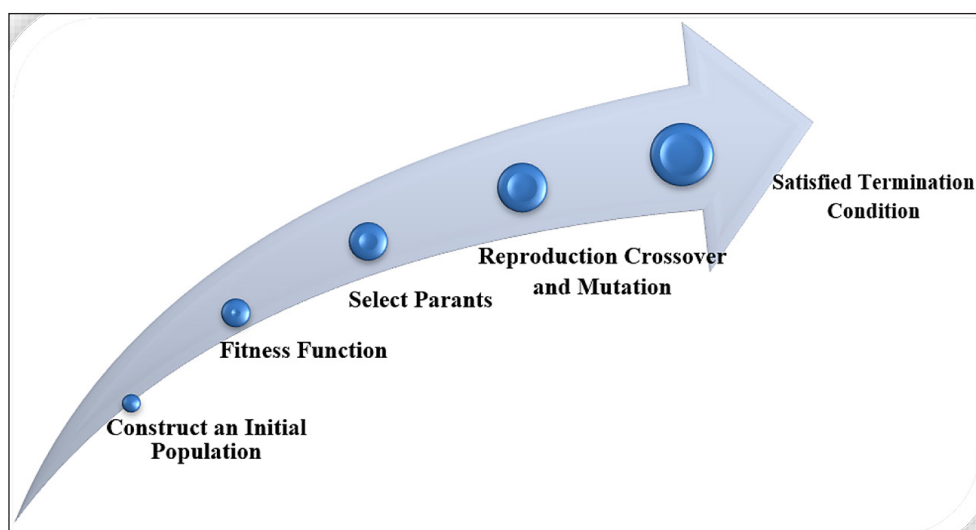 Construct an Initial
Population
Fitness Function
Select Parants
Reproduction Crossover
and Mutation
Satisfied Termination
Condition